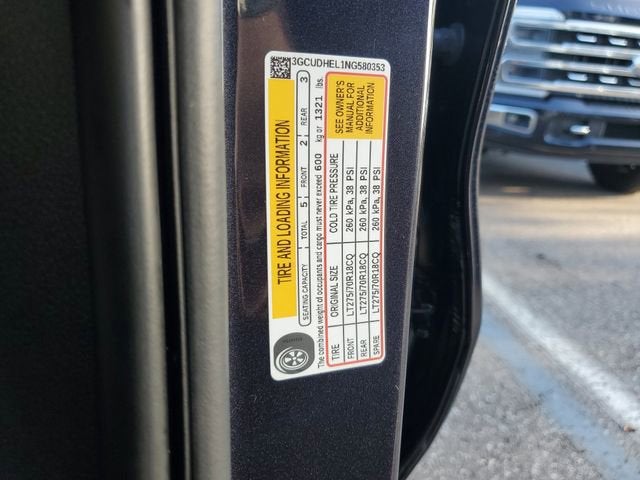 3GCUDHEL1NG580353
TIRE AND LOADING INFORMATION
SEATING CAPACITY TOTAL 5 FRONT 2 REAR 3
The combined weight of occupants and cargo must never exceed 600 kg or 1321 lbs.
TIRE ORIGINAL SIZE COLD TIRE PRESSURE
FRONT LT275/70R18CQ 260 kPa, 38 PSI
REAR LT275/70R18CQ 260 kPa, 38 PSI
SPARE LT275/70R18CQ 260 kPa, 38 PSI
SEE OWNER'S
MANUAL FOR
ADDITIONAL
INFORMATION